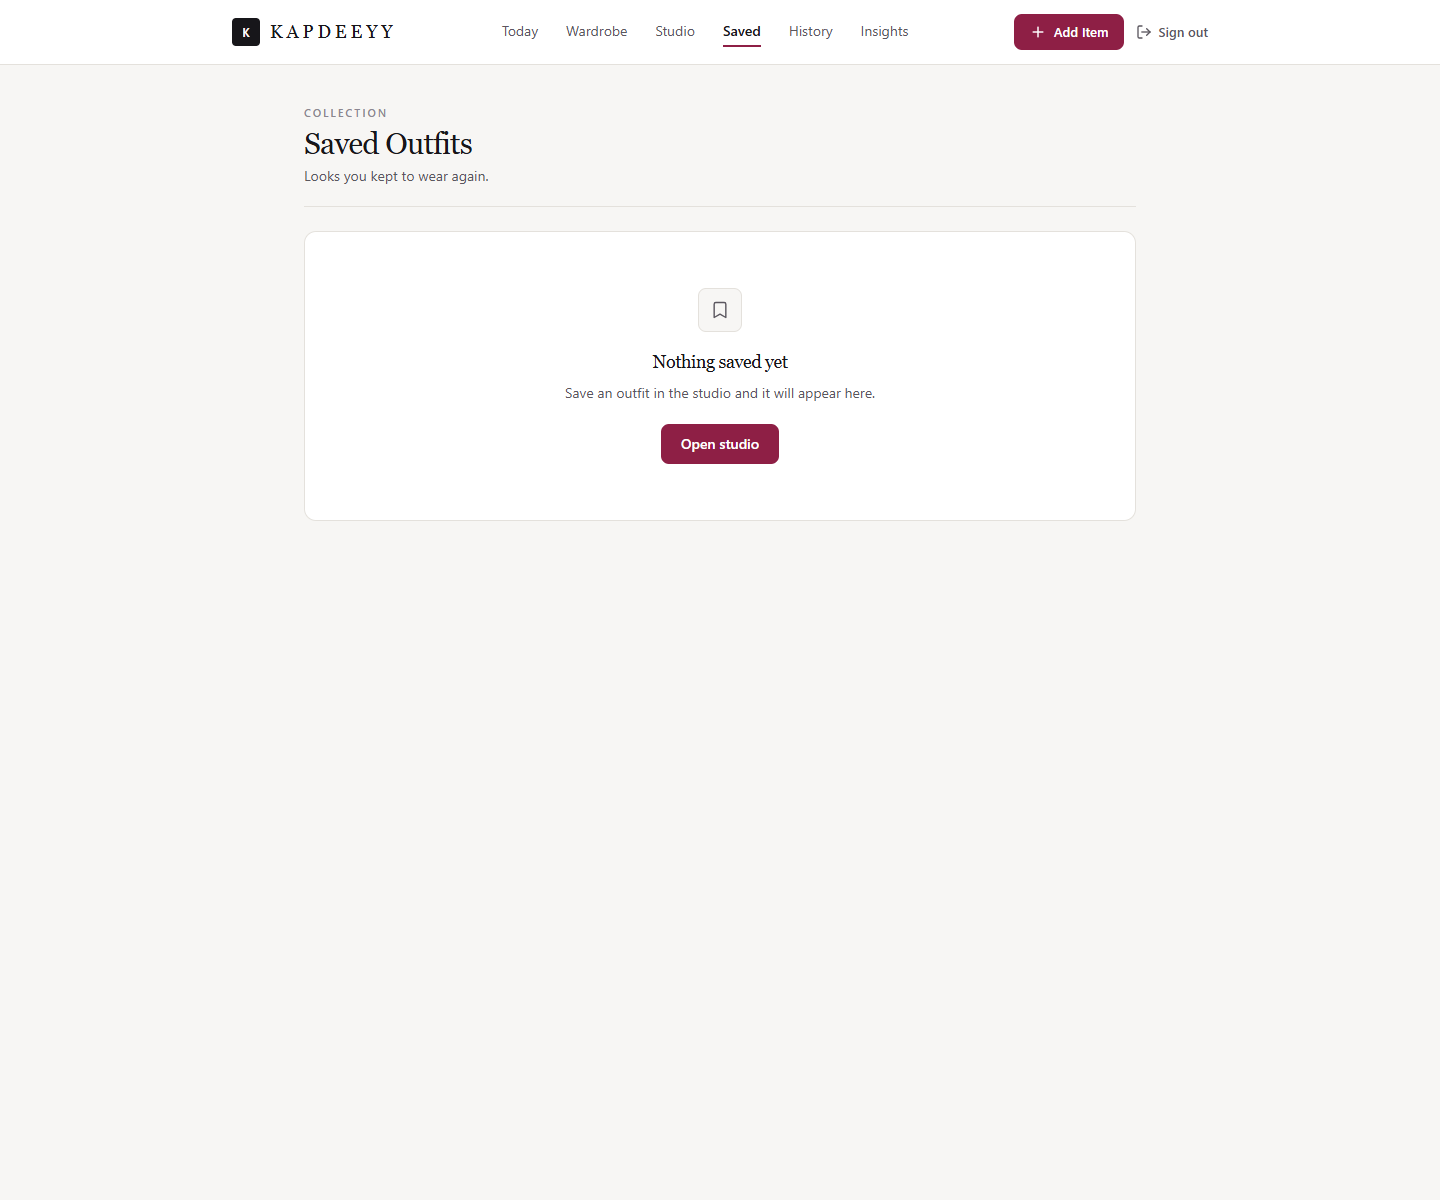 K KAPDEEYY Today Wardrobe Studio Saved History Insights + Add Item Sign out
COLLECTION
Saved Outfits
Looks you kept to wear again.
Nothing saved yet
Save an outfit in the studio and it will appear here.
Open studio